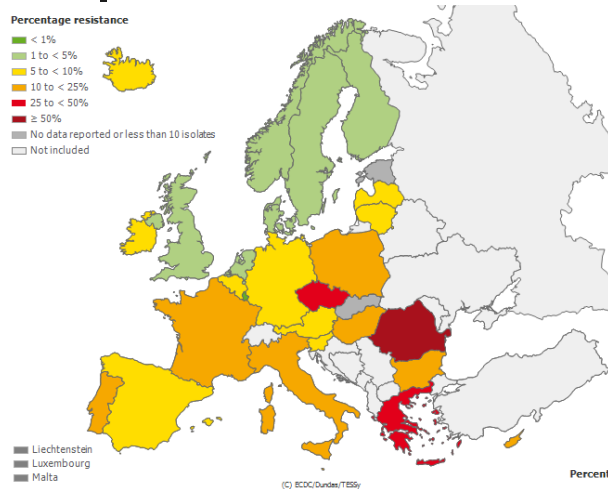 Percentage resistance
< 1%
1 to < 5%
5 to < 10%
10 to < 25%
25 to < 50%
≥ 50%
No data reported or less than 10 isolates
Not included
Liechtenstein
Luxembourg
Malta
(C) ECDC/Dundas/TESSy
Percent